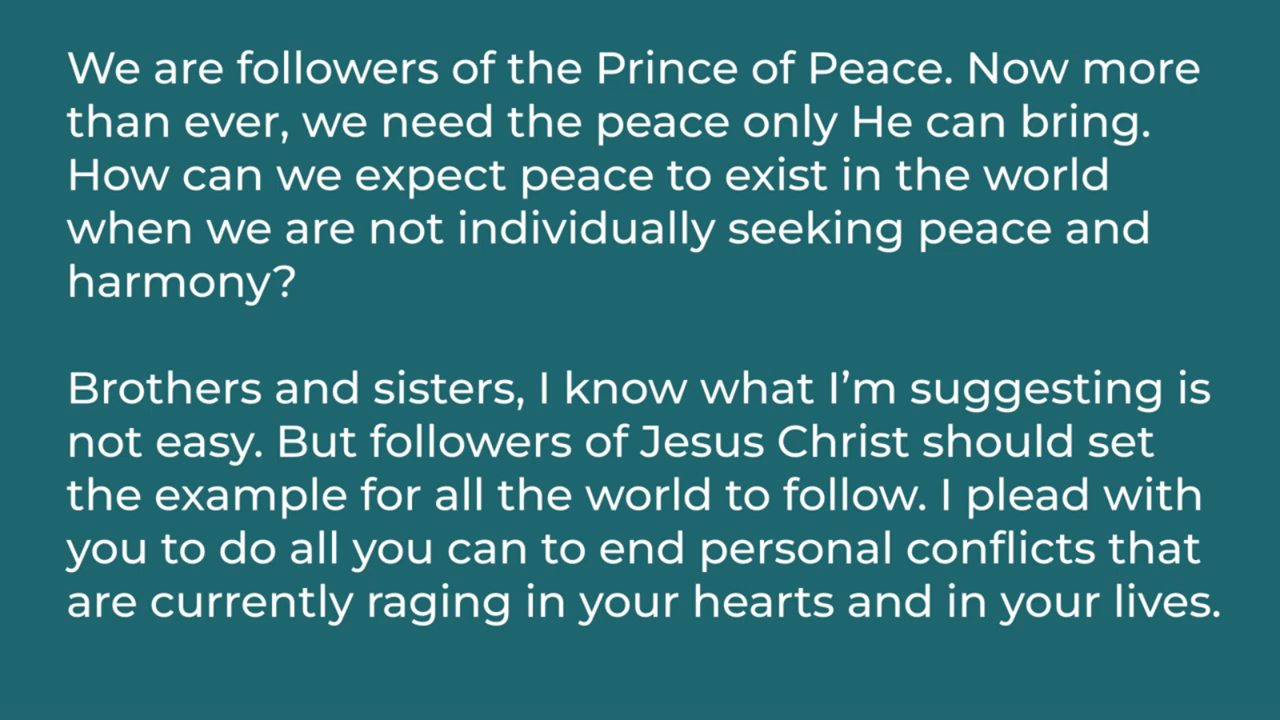 We are followers of the Prince of Peace. Now more
than ever, we need the peace only He can bring.
How can we expect peace to exist in the world
when we are not individually seeking peace and
harmony?
Brothers and sisters, I know what I’m suggesting is
not easy. But followers of Jesus Christ should set
the example for all the world to follow. I plead with
you to do all you can to end personal conflicts that
are currently raging in your hearts and in your lives.